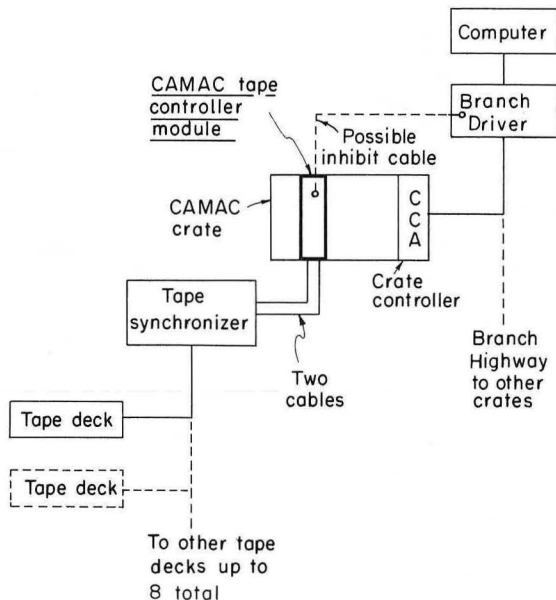 Computer
CAMAC tape
controller
module
Branch
Driver
Possible
inhibit cable
CAMAC
crate
C
C
A
Crate
controller
Tape
synchronizer
Two
cables
Branch
Highway
to other
crates
Tape deck
Tape deck
To other tape
decks up to
8 total